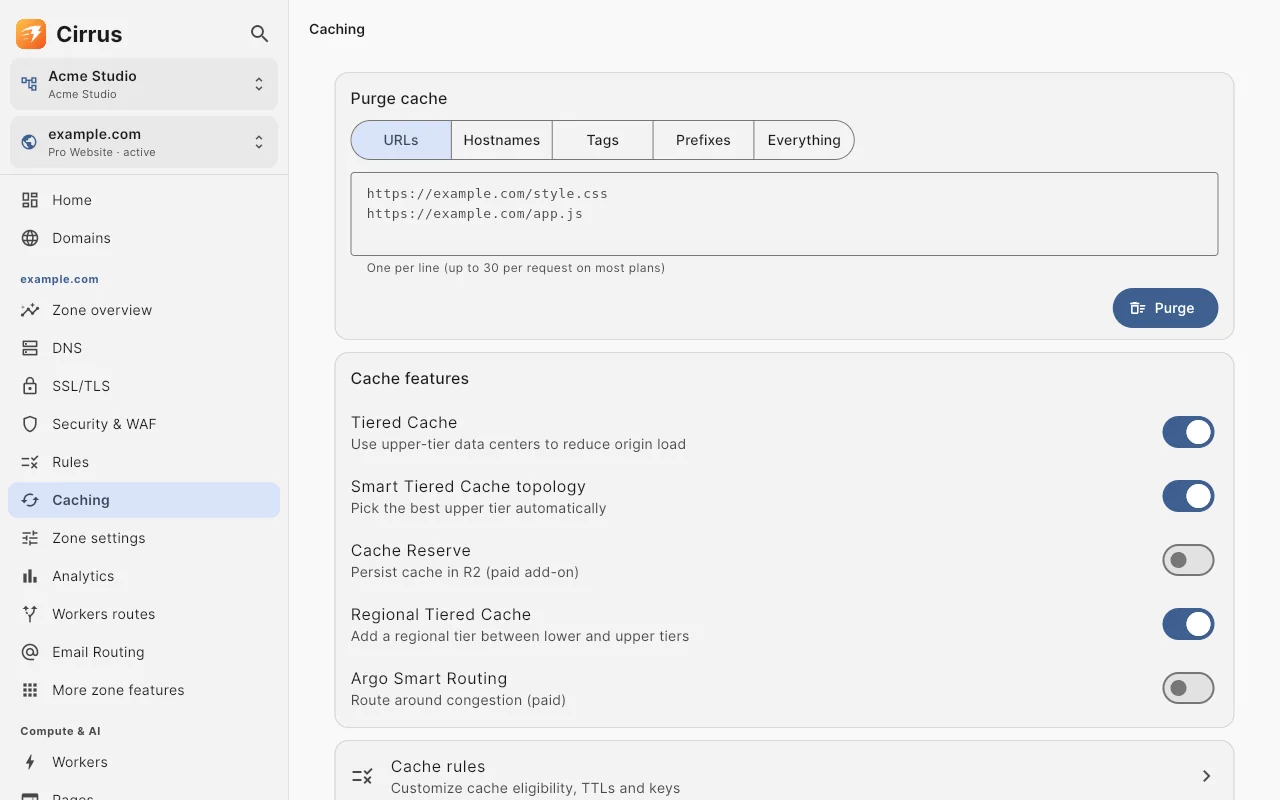 Cirrus
Acme Studio
Acme Studio
example.com
Pro Website · active
Home
Domains
example.com
Zone overview
DNS
SSL/TLS
Security & WAF
Rules
Caching
Zone settings
Analytics
Workers routes
Email Routing
More zone features
Compute & AI
Workers
Pages
Caching
Purge cache
URLs
Hostnames
Tags
Prefixes
Everything
https://example.com/style.css
https://example.com/app.js
One per line (up to 30 per request on most plans)
Purge
Cache features
Tiered Cache
Use upper-tier data centers to reduce origin load
Smart Tiered Cache topology
Pick the best upper tier automatically
Cache Reserve
Persist cache in R2 (paid add-on)
Regional Tiered Cache
Add a regional tier between lower and upper tiers
Argo Smart Routing
Route around congestion (paid)
Cache rules
Customize cache eligibility, TTLs and keys